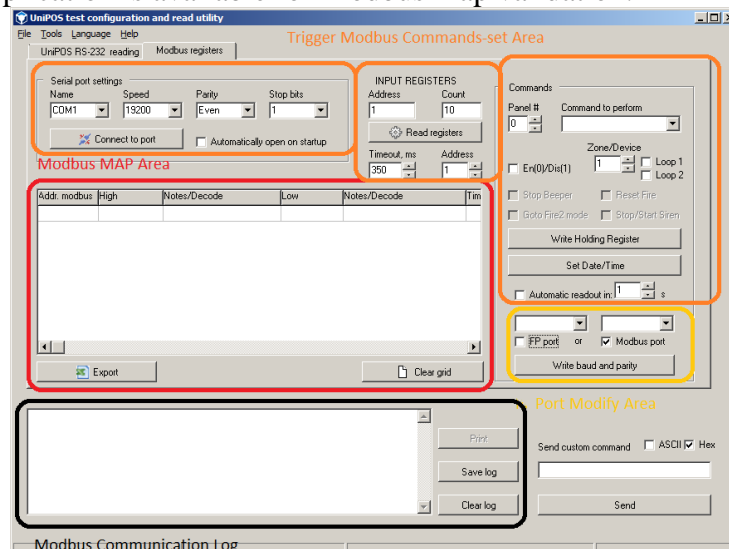 UniPOS test configuration and read utility
File Tools Language Help
Trigger Modbus Commands-set Area
UniPOS RS-232 reading Modbus registers
Serial port settings
Name Speed Parity Stop bits
COM1 19200 Even 1
Connect to port Automatically open on startup
INPUT REGISTERS
Address Count
1 10
Read registers
Timeout, ms Address
350 1
Commands
Panel # Command to perform
0
Zone/Device
En(0)/Dis(1) 1 Loop 1
Loop 2
Stop Beeper Reset Fire
Goto Fire2 mode Stop/Start Siren
Write Holding Register
Set Date/Time
Automatic readout in: 1 s
FP port or Modbus port
Write baud and parity
Port Modify Area
Modbus MAP Area
Addr. modbus High Notes/Decode Low Notes/Decode Tim
Export Clear grid
Print
Save log
Clear log
Send custom command ASCII Hex
Send
Modbus Communication Log